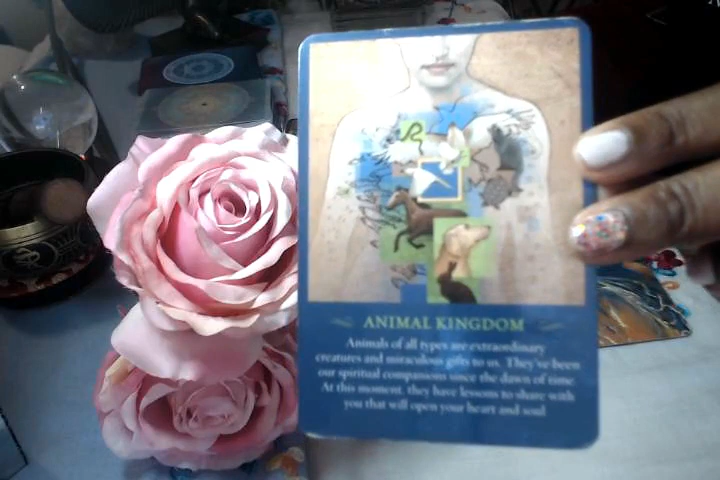 ANIMAL KINGDOM
Animals of all types are extraordinary
creatures and miraculous gifts to us. They've been
our spiritual companions since the dawn of time.
At this moment, they have lessons to share with
you that will open your heart and soul